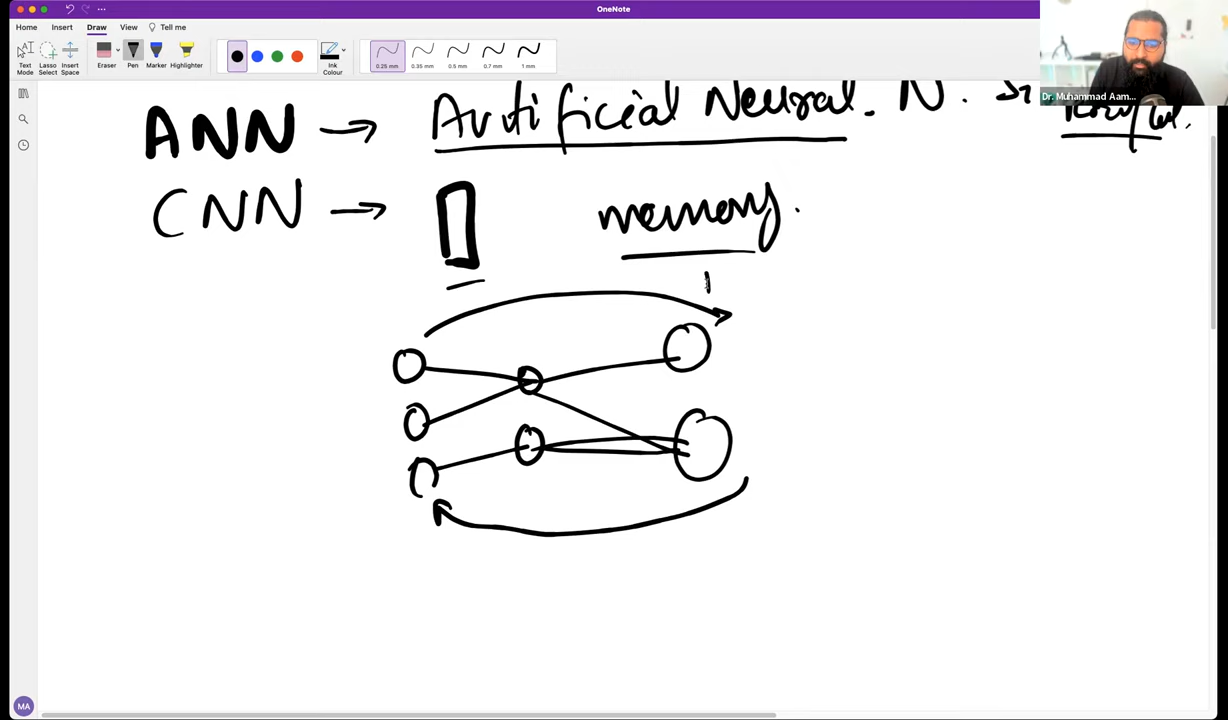 OneNote
Home Insert Draw View Tell me
Text Mode
Lasso Select
Insert Space
Eraser
Pen
Marker
Highlighter
Ink Colour
0.25 mm
0.35 mm
0.5 mm
0.7 mm
1 mm
Dr. Muhammad Aam...
ANN → Artificial Neural. N.
CNN → memory.
MA